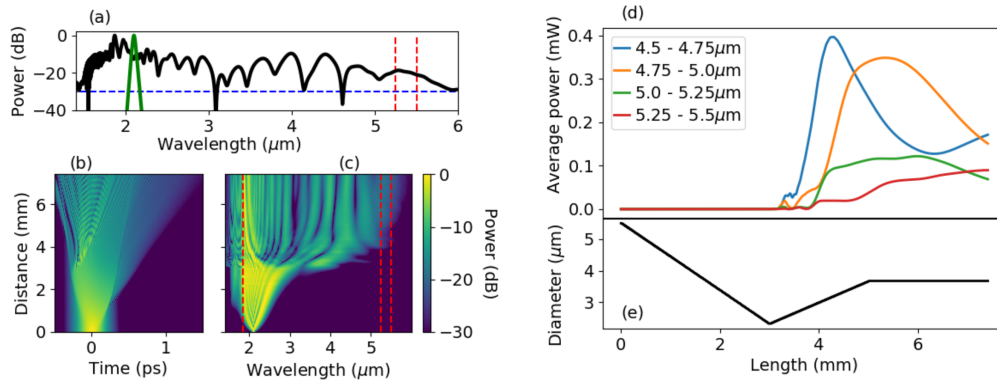 (a)
Power (dB)
0
−20
−40
2
3
4
5
6
Wavelength (μm)
(b)
(c)
Distance (mm)
6
4
2
0
0
1
Time (ps)
2
3
4
5
Wavelength (μm)
0
−10
−20
−30
Power (dB)
(d)
Average power (mW)
0.4
0.3
0.2
0.1
0.0
4.5 - 4.75μm
4.75 - 5.0μm
5.0 - 5.25μm
5.25 - 5.5μm
Diameter (μm)
5
4
3
(e)
0
2
4
6
Length (mm)